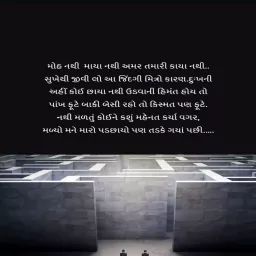 મોહ નથી માયા નથી અમર તમારી કાયા નથી..
સુખેથી જીવી લો આ જિંદગી મિત્રો કારણ.દુઃખની
અહીં કોઈ છાયા નથી ઉડવાની હિંમત હોય તો
પાંખ ફૂટે બાકી બેસી રહો તો કિસ્મત પણ ફૂટે.
નથી મળતું કોઈને કશું મહેનત કર્યા વગર,
મળ્યો મને મારો પડછાયો પણ તડકે ગયાં પછી.....